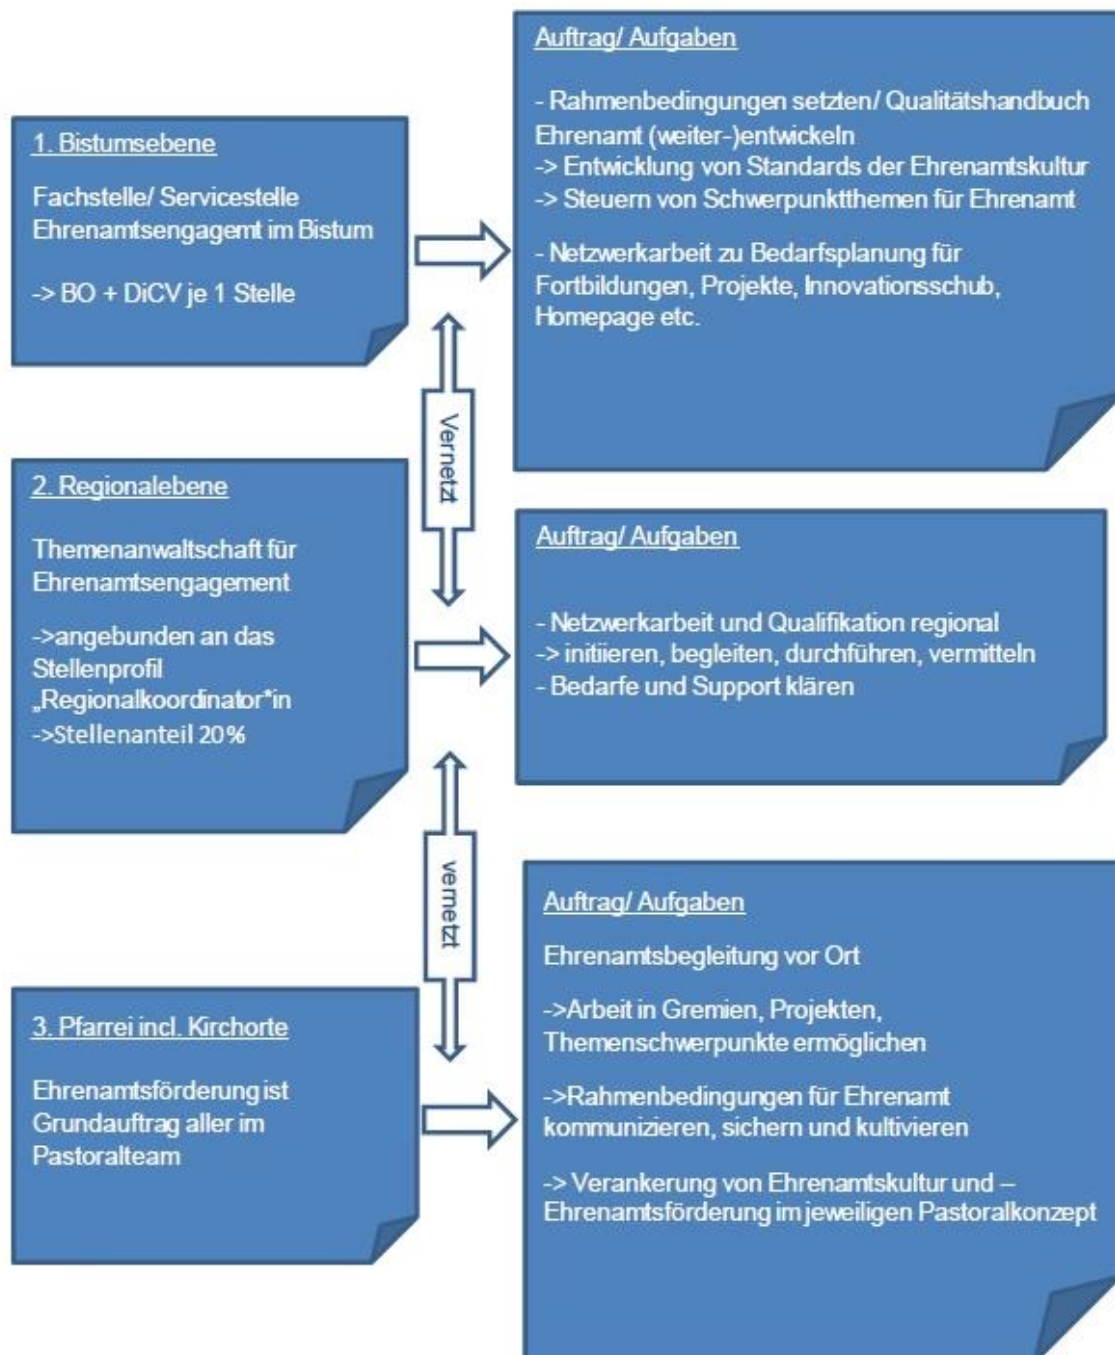 1. Bistumsebene
Fachstelle/ Servicestelle
Ehrenamtsengagemt im Bistum
-> BO + DiCV je 1 Stelle
Auftrag/ Aufgaben
- Rahmenbedingungen setzten/ Qualitätshandbuch
Ehrenamt (weiter-)entwickeln
-> Entwicklung von Standards der Ehrenamtskultur
-> Steuern von Schwerpunktthemen für Ehrenamt
- Netzwerkarbeit zu Bedarfsplanung für
Fortbildungen, Projekte, Innovationsschub,
Homepage etc.
Vernetzt
2. Regionalebene
Themenanwaltschaft für
Ehrenamtsengagement
->angebunden an das
Stellenprofil
„Regionalkoordinator*in
->Stellenanteil 20%
Auftrag/ Aufgaben
- Netzwerkarbeit und Qualifikation regional
-> initiieren, begleiten, durchführen, vermitteln
- Bedarfe und Support klären
vernetzt
3. Pfarrei incl. Kirchorte
Ehrenamtsförderung ist
Grundauftrag aller im
Pastoralteam
Auftrag/ Aufgaben
Ehrenamtsbegleitung vor Ort
->Arbeit in Gremien, Projekten,
Themenschwerpunkte ermöglichen
->Rahmenbedingungen für Ehrenamt
kommunizieren, sichern und kultivieren
-> Verankerung von Ehrenamtskultur und –
Ehrenamtsförderung im jeweiligen Pastoralkonzept